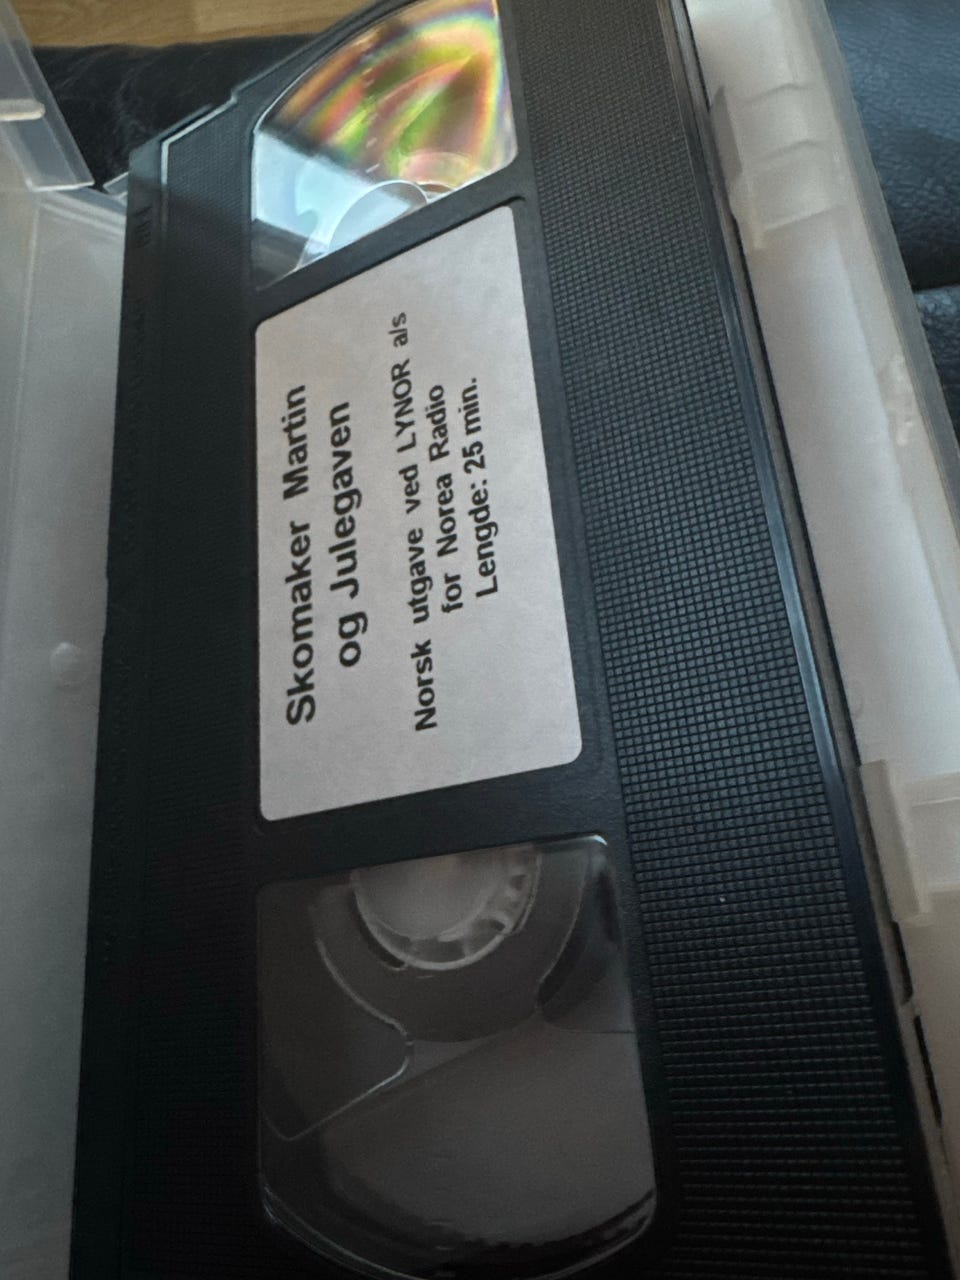 Skomaker Martin
og Julegaven
Norsk utgave ved LYNOR a/s
for Norea Radio
Lengde: 25 min.